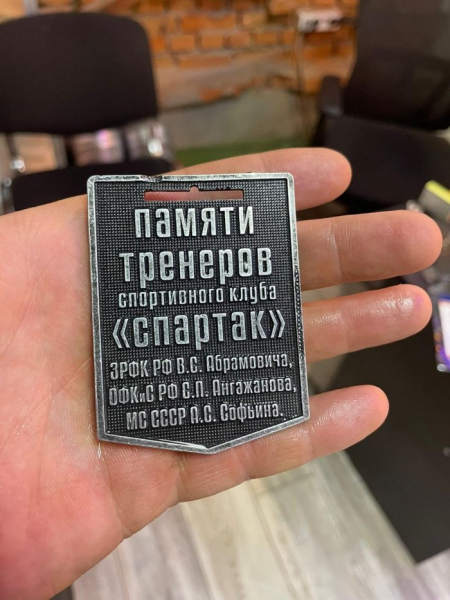 памяти
тренеров
спортивного клуба
«спартак»
ЗРФК РФ В.С. Абрамовича,
ОФКиС РФ С.П. Ангажанова,
МС СССР А.С. Софьина.